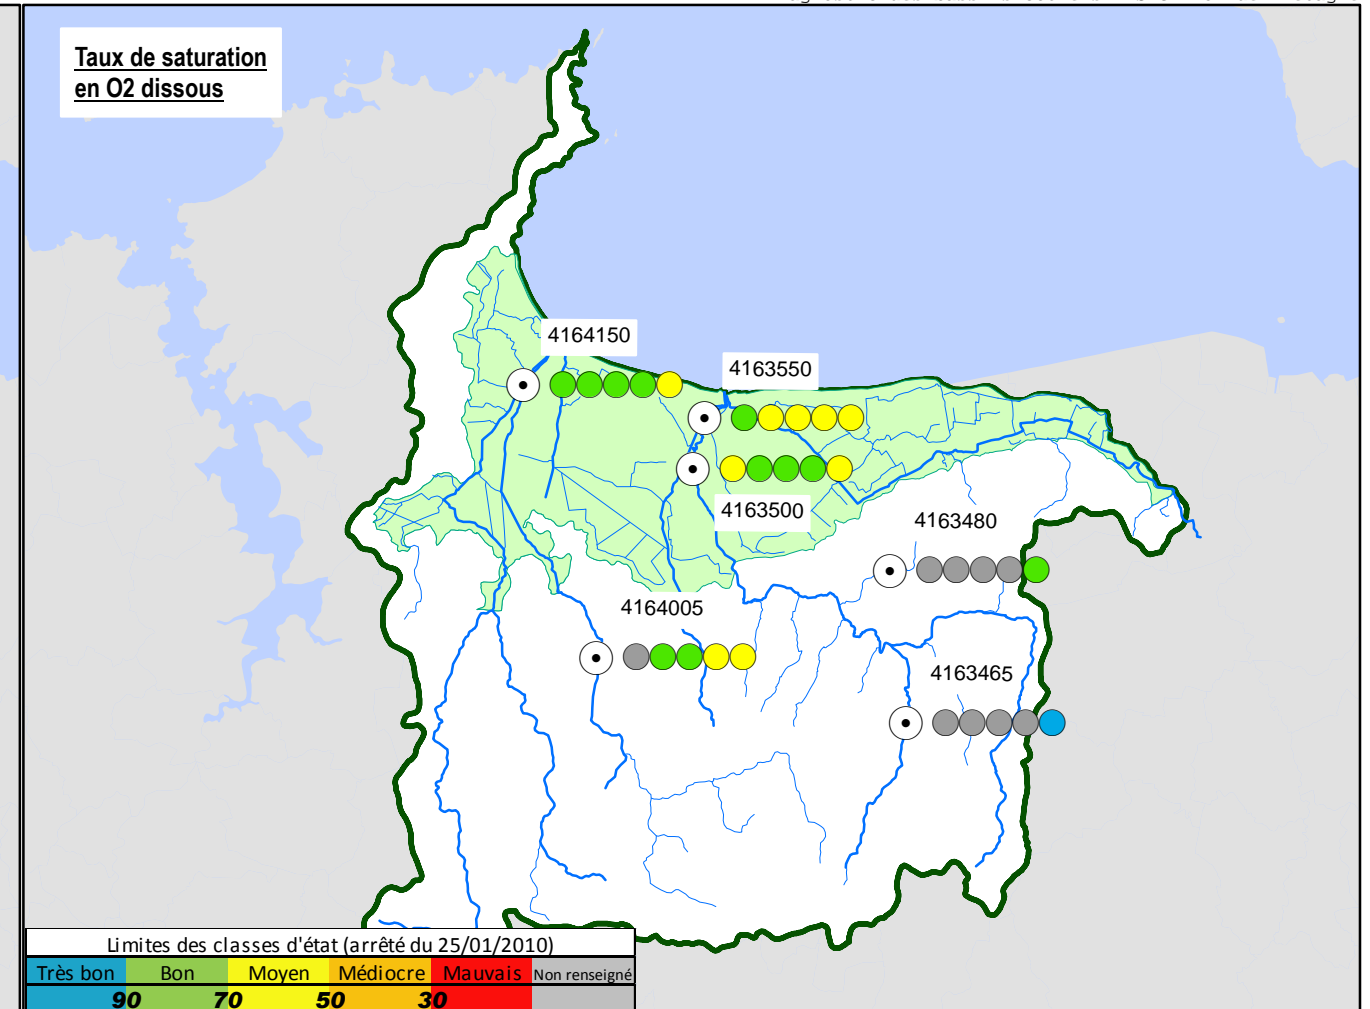 Taux de saturation
en O2 dissous
4164150
4163550
4163500
4163480
4164005
4163465
Limites des classes d'état (arrêté du 25/01/2010)
Très bon Bon Moyen Médiocre Mauvais Non renseigné
90 70 50 30